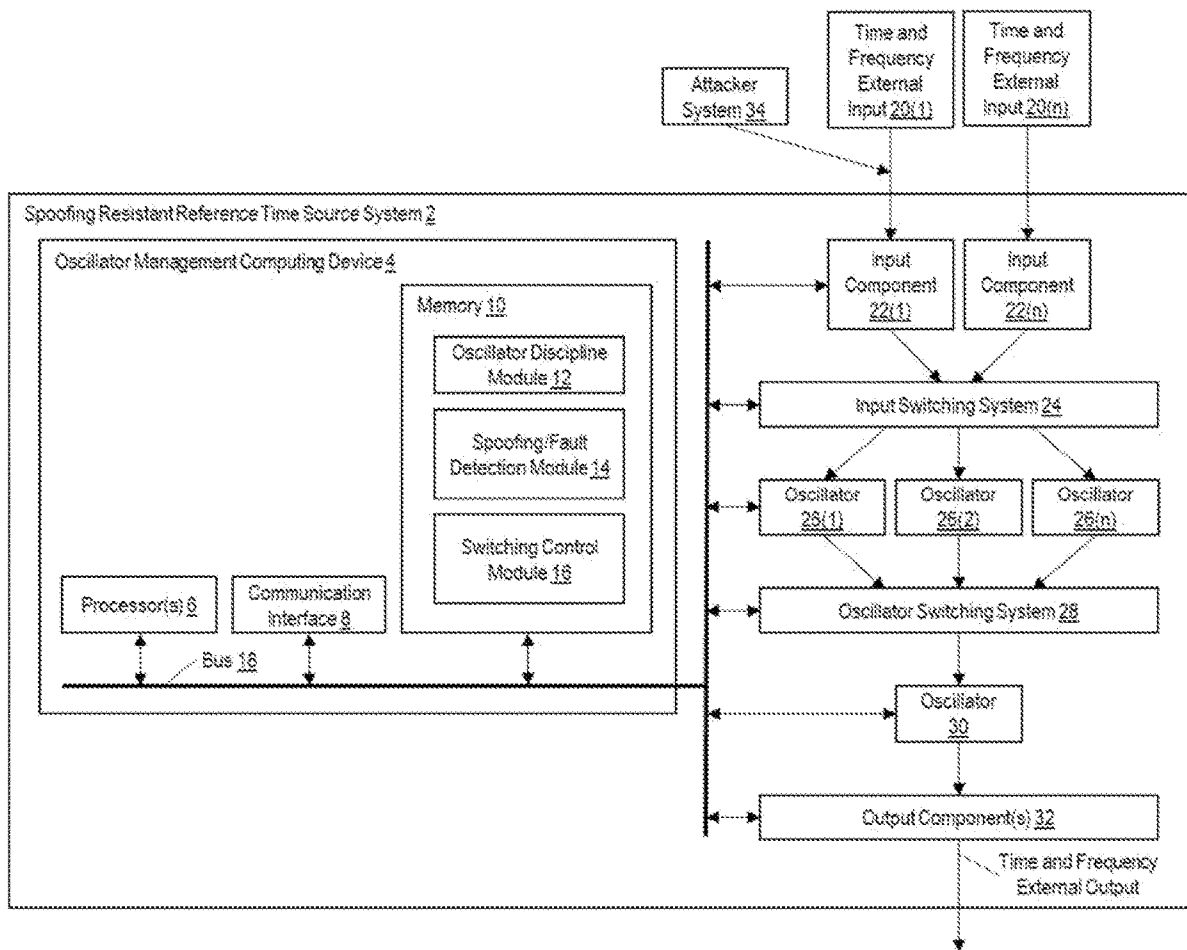 Time and
Frequency
External
Input 20(1)
Time and
Frequency
External
Input 20(n)
Attacker
System 34
Spoofing Resistant Reference Time Source System 2
Oscillator Management Computing Device 4
Memory 10
Oscillator Discipline
Module 12
Spoofing/Fault
Detection Module 14
Switching Control
Module 16
Processor(s) 6
Communication
Interface 8
Bus 18
Input
Component
22(1)
Input
Component
22(n)
Input Switching System 24
Oscillator
26(1)
Oscillator
26(2)
Oscillator
26(n)
Oscillator Switching System 28
Oscillator
30
Output Component(s) 32
Time and Frequency
External Output